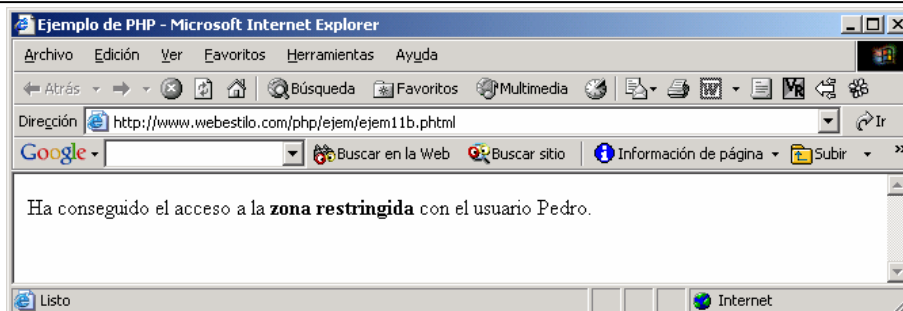 Ejemplo de PHP - Microsoft Internet Explorer
Archivo Edición Ver Favoritos Herramientas Ayuda
Atrás Búsqueda Favoritos Multimedia W VR
Dirección http://www.webestilo.com/php/ejem/ejem11b.phtml Ir
Google Buscar en la Web Buscar sitio Información de página Subir »
Ha conseguido el acceso a la zona restringida con el usuario Pedro.
Listo Internet